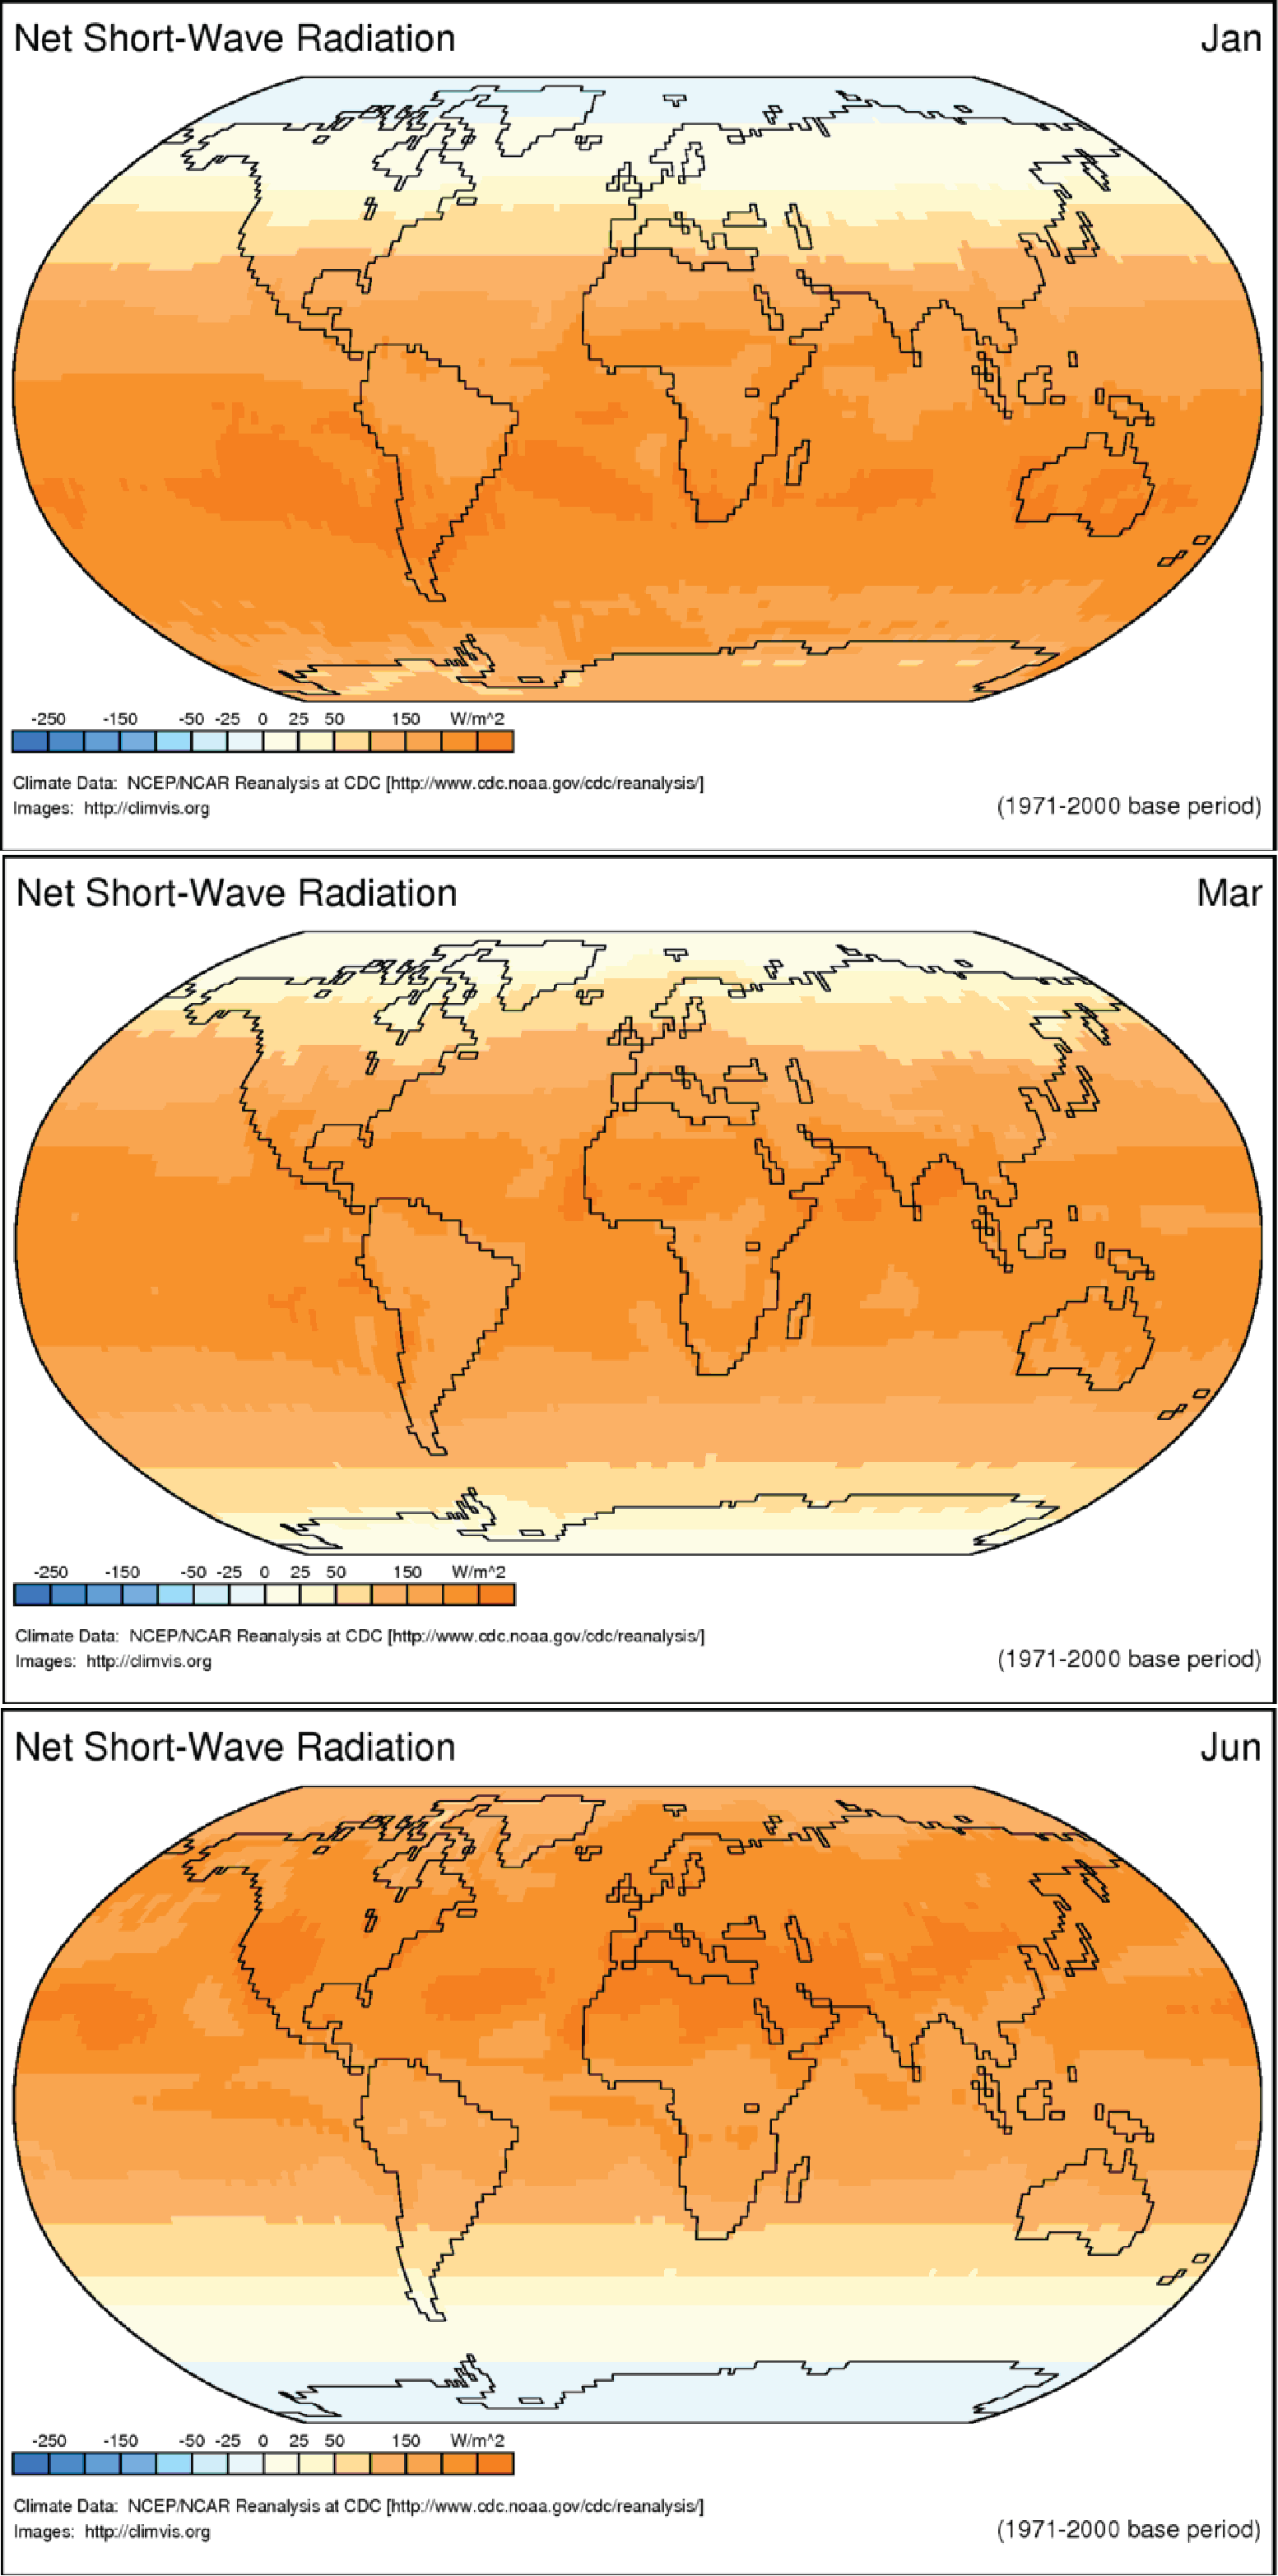 Net Short-Wave Radiation Jan
-250 -150 -50 -25 0 25 50 150 W/m^2
Climate Data: NCEP/NCAR Reanalysis at CDC [http://www.cdc.noaa.gov/cdc/reanalysis/]
Images: http://climvis.org (1971-2000 base period)
Net Short-Wave Radiation Mar
-250 -150 -50 -25 0 25 50 150 W/m^2
Climate Data: NCEP/NCAR Reanalysis at CDC [http://www.cdc.noaa.gov/cdc/reanalysis/]
Images: http://climvis.org (1971-2000 base period)
Net Short-Wave Radiation Jun
-250 -150 -50 -25 0 25 50 150 W/m^2
Climate Data: NCEP/NCAR Reanalysis at CDC [http://www.cdc.noaa.gov/cdc/reanalysis/]
Images: http://climvis.org (1971-2000 base period)